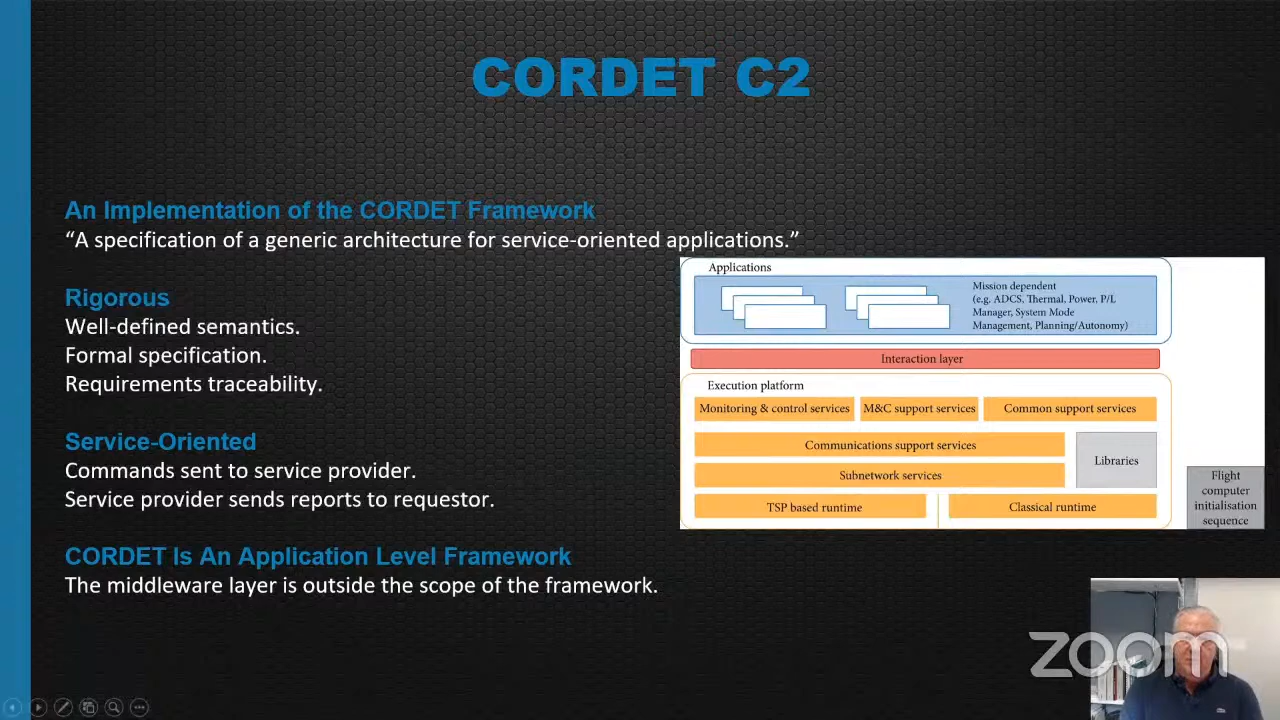 CORDET C2
An Implementation of the CORDET Framework
“A specification of a generic architecture for service-oriented applications.”
Rigorous
Well-defined semantics.
Formal specification.
Requirements traceability.
Service-Oriented
Commands sent to service provider.
Service provider sends reports to requestor.
CORDET Is An Application Level Framework
The middleware layer is outside the scope of the framework.
Applications
Mission dependent
(e.g. ADCS, Thermal, Power, P/L
Manager, System Mode
Management, Planning/Autonomy)
Interaction layer
Execution platform
Monitoring & control services
M&C support services
Common support services
Communications support services
Subnetwork services
Libraries
TSP based runtime
Classical runtime
Flight
computer
initialisation
sequence
zoom